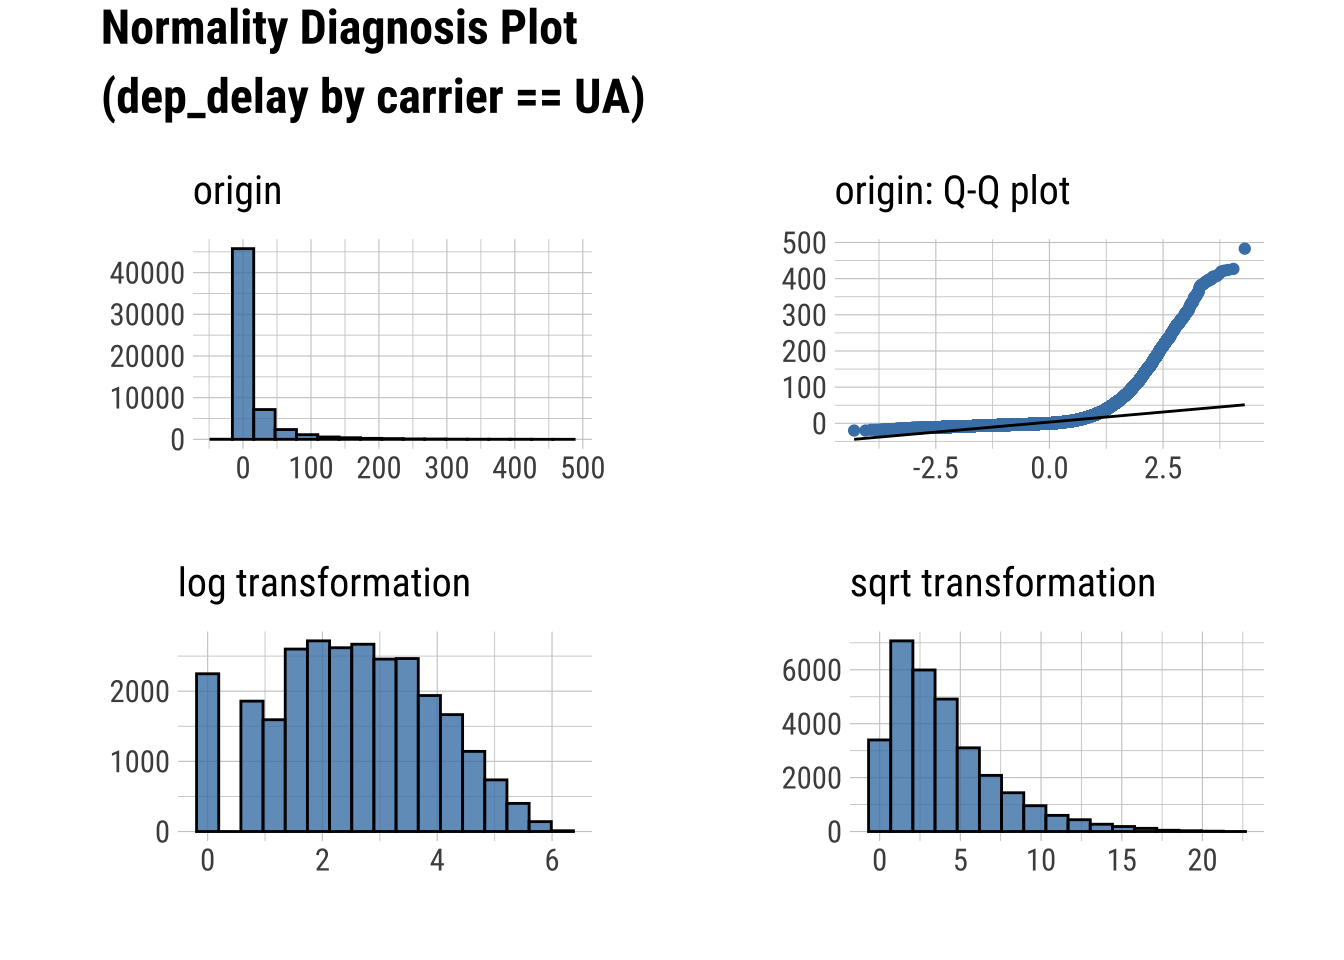 Normality Diagnosis Plot
(dep_delay by carrier == UA)
origin
40000
30000
20000
10000
0
0 100 200 300 400 500
origin: Q-Q plot
500
400
300
200
100
0
-2.5 0.0 2.5
log transformation
2000
1000
0
0 2 4 6
sqrt transformation
6000
4000
2000
0
0 5 10 15 20